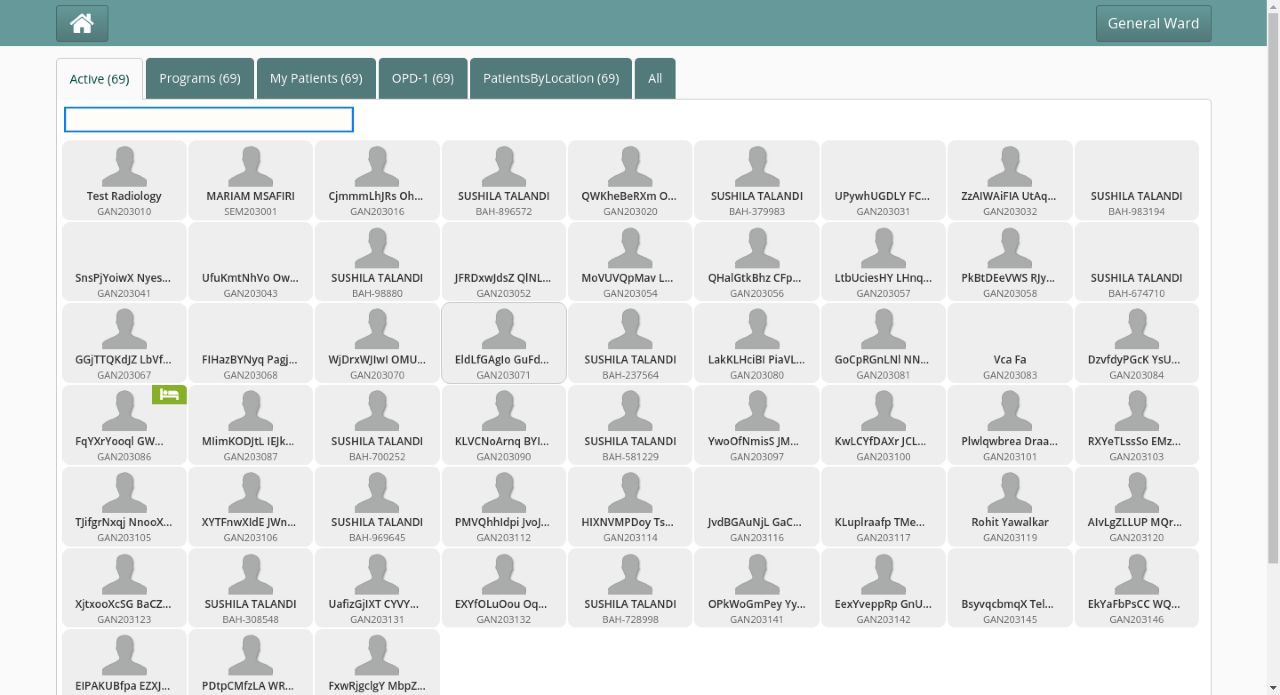 General Ward
Active (69)
Programs (69)
My Patients (69)
OPD-1 (69)
PatientsByLocation (69)
All
Test Radiology
GAN203010
MARIAM MSAFIRI
SEM203001
CjmmmLhJRs Oh...
GAN203016
SUSHILA TALANDI
BAH-896572
QWKheBeRXm O...
GAN203020
SUSHILA TALANDI
BAH-379983
UPywhUGDLY FC...
GAN203031
ZzAIWAiFIA UtAq...
GAN203032
SUSHILA TALANDI
BAH-983194
SnsPjYoiwX Nyes...
GAN203041
UfuKmtNhVo Ow...
GAN203043
SUSHILA TALANDI
BAH-98880
JFRDxwJdsZ QlNL...
GAN203052
MoVUVQpMav L...
GAN203054
QHalGtkBhz CFp...
GAN203056
LtbUciesHY LHnq...
GAN203057
PkBtDEeVWS RJy...
GAN203058
SUSHILA TALANDI
BAH-674710
GGjTTQKdJZ LbVf...
GAN203067
FIHazBYNyq Pagj...
GAN203068
WjDrxWJIwI OMU...
GAN203070
EldLfGAgIo GuFd...
GAN203071
SUSHILA TALANDI
BAH-237564
LakKLHciBI PiaVL...
GAN203080
GoCpRGnLNl NN...
GAN203081
Vca Fa
GAN203083
DzvfdyPGcK YsU...
GAN203084
FqYXrYooql GW...
GAN203086
MIimKODJtL IEJk...
GAN203087
SUSHILA TALANDI
BAH-700252
KLVCNoArnq BYI...
GAN203090
SUSHILA TALANDI
BAH-581229
YwoOfNmisS JM...
GAN203097
KwLCYfDAXr JCL...
GAN203100
Plwlqwbrea Draa...
GAN203101
RXYeTLssSo EMz...
GAN203103
TJifgrNxqj NnooX...
GAN203105
XYTFnwXIdE JWn...
GAN203106
SUSHILA TALANDI
BAH-969645
PMVQhhIdpi JvoJ...
GAN203112
HIXNVMPDoy Ts...
GAN203114
JvdBGAuNjL GaC...
GAN203116
KLuplraafp TMe...
GAN203117
Rohit Yawalkar
GAN203119
AIvLgZLLUP MQr...
GAN203120
XjtxooXcSG BaCZ...
GAN203123
SUSHILA TALANDI
BAH-308548
UafizGjIXT CYVY...
GAN203131
EXYfOLuOou Oq...
GAN203132
SUSHILA TALANDI
BAH-728998
OPkWoGmPey Yy...
GAN203141
EexYveppRp GnU...
GAN203142
BsyvqcbmqX Tel...
GAN203145
EkYaFbPsCC WQ...
GAN203146
EIPAKUBfpa EZXJ...
PDtpCMfzLA WR...
FxwRjgclgY MbpZ...